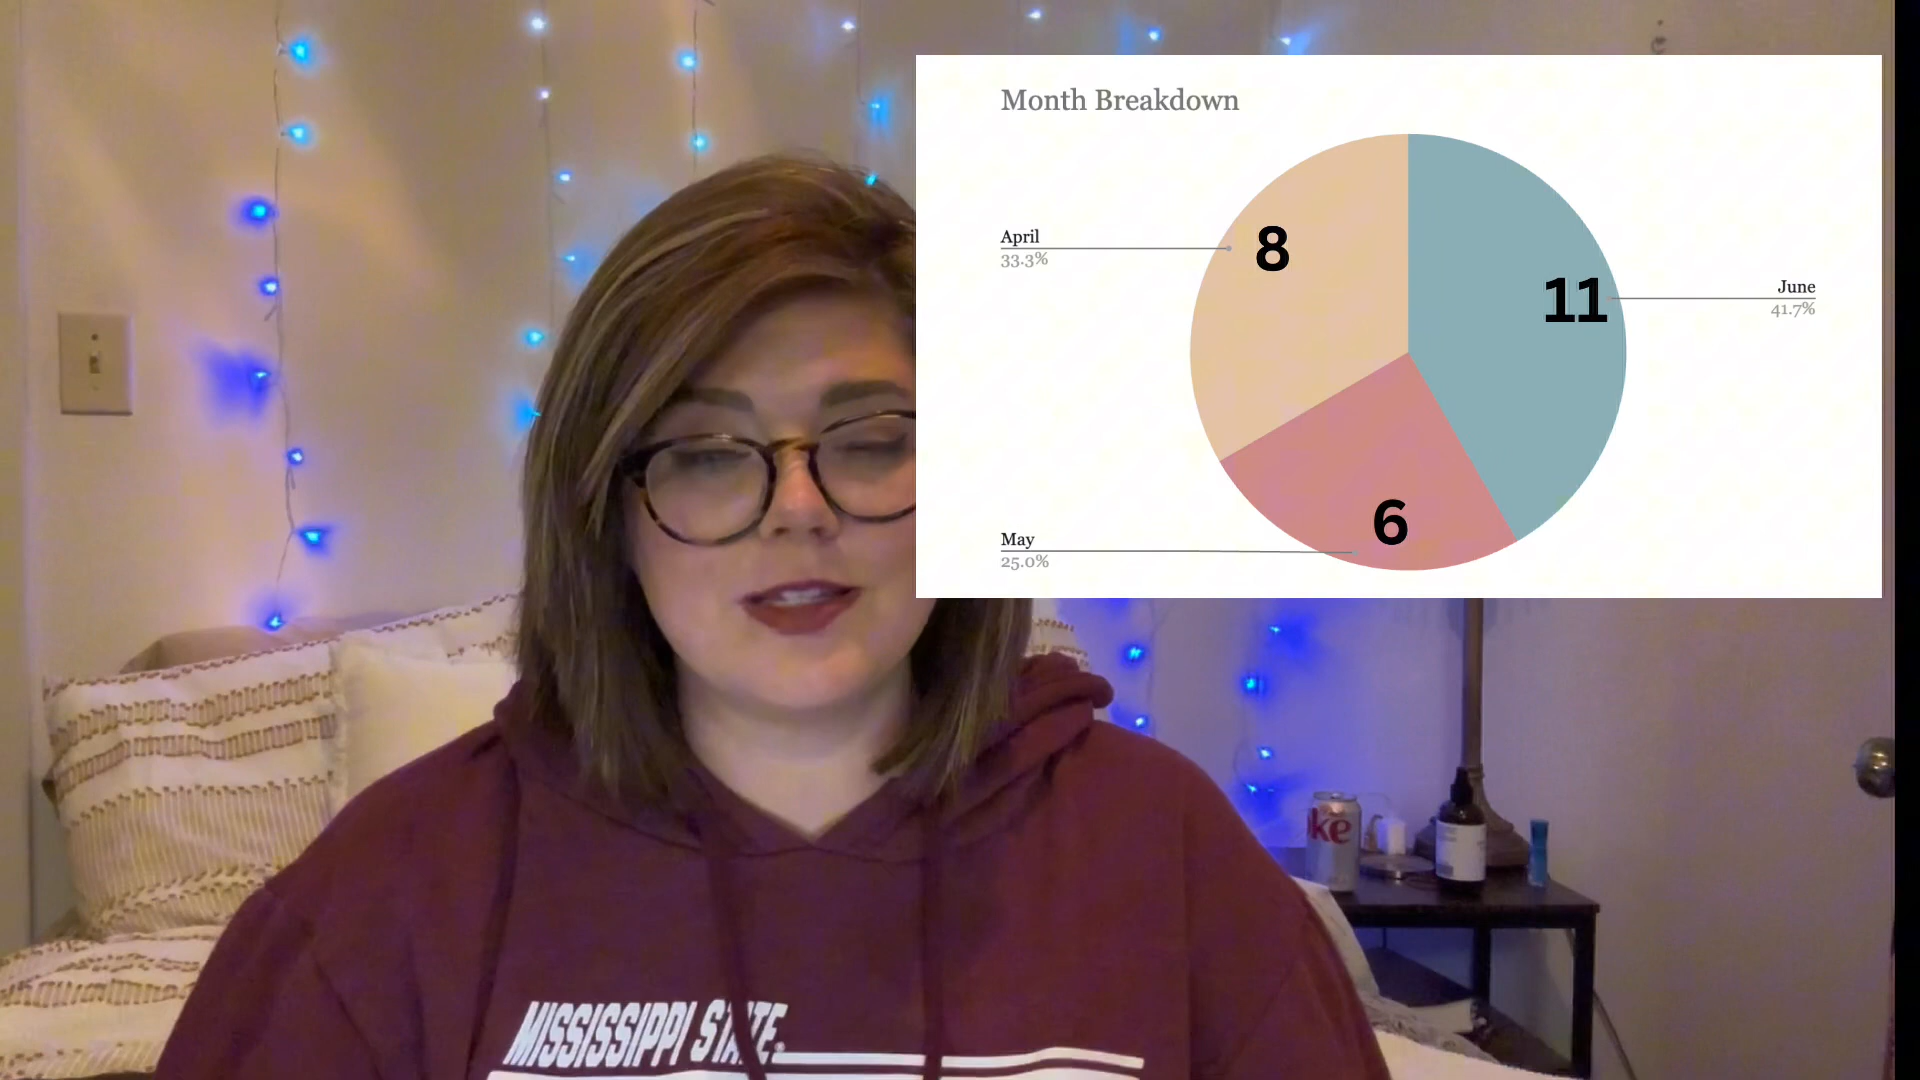 Month Breakdown
April
33.3%
8
11
June
41.7%
6
May
25.0%
ke
MISSISSIPPI STATE